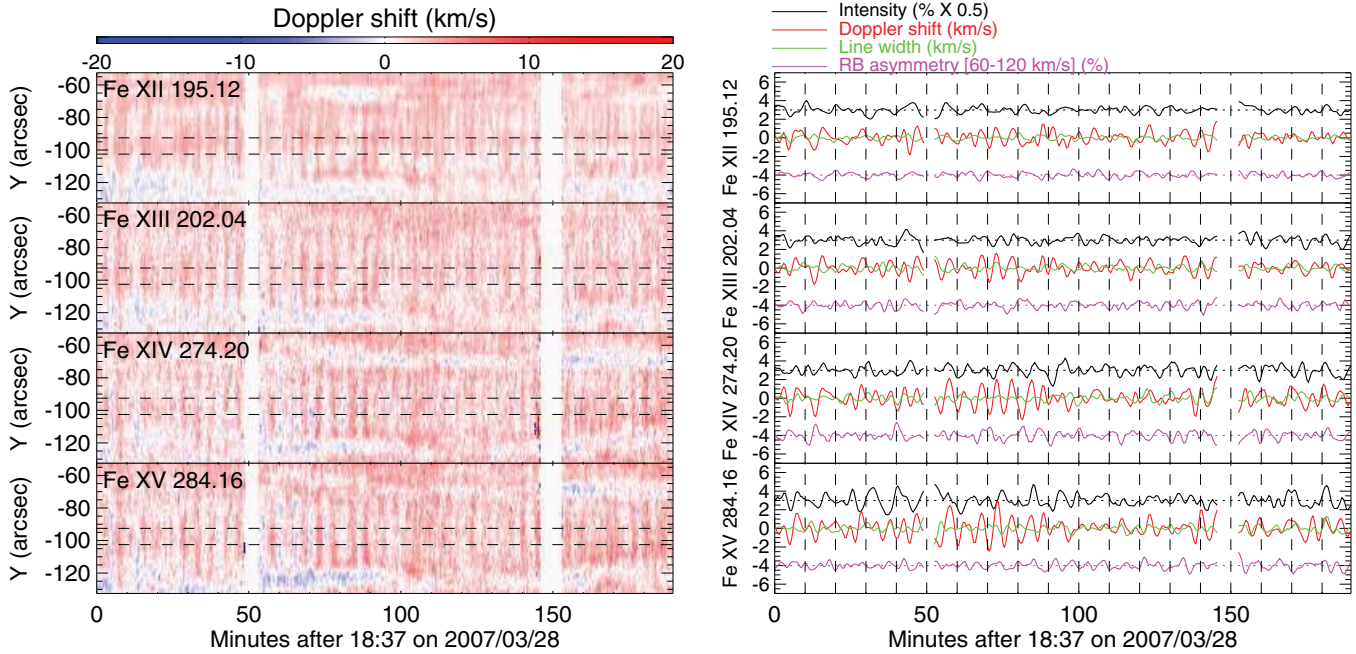 Doppler shift (km/s)
-20 -10 0 10 20
Y (arcsec)
-60
-80
-100
-120
Fe XII 195.12
Y (arcsec)
-60
-80
-100
-120
Fe XIII 202.04
Y (arcsec)
-60
-80
-100
-120
Fe XIV 274.20
Y (arcsec)
-60
-80
-100
-120
Fe XV 284.16
0 50 100 150
Minutes after 18:37 on 2007/03/28
Intensity (% X 0.5)
Doppler shift (km/s)
Line width (km/s)
RB asymmetry [60-120 km/s] (%)
Fe XII 195.12
6
4
2
0
-2
-4
-6
Fe XIII 202.04
6
4
2
0
-2
-4
-6
Fe XIV 274.20
6
4
2
0
-2
-4
-6
Fe XV 284.16
6
4
2
0
-2
-4
-6
0 50 100 150
Minutes after 18:37 on 2007/03/28